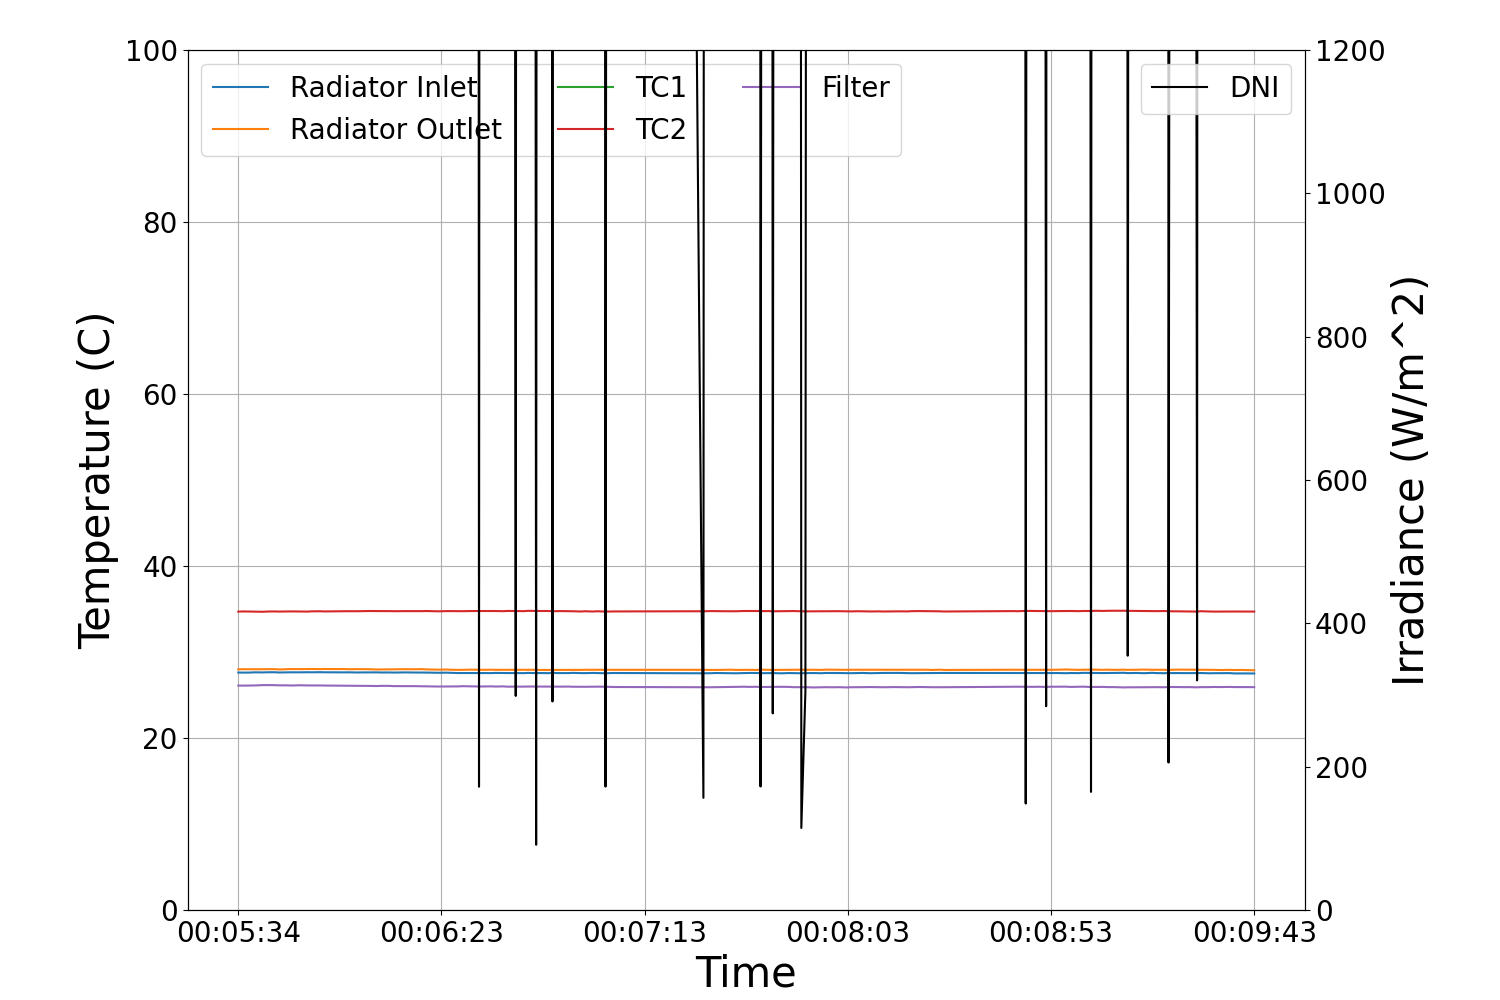 100
80
60
40
20
0
Temperature (C)
Radiator Inlet
Radiator Outlet
TC1
TC2
Filter
DNI
1200
1000
800
600
400
200
0
Irradiance (W/m^2)
00:05:34 00:06:23 00:07:13 00:08:03 00:08:53 00:09:43
Time